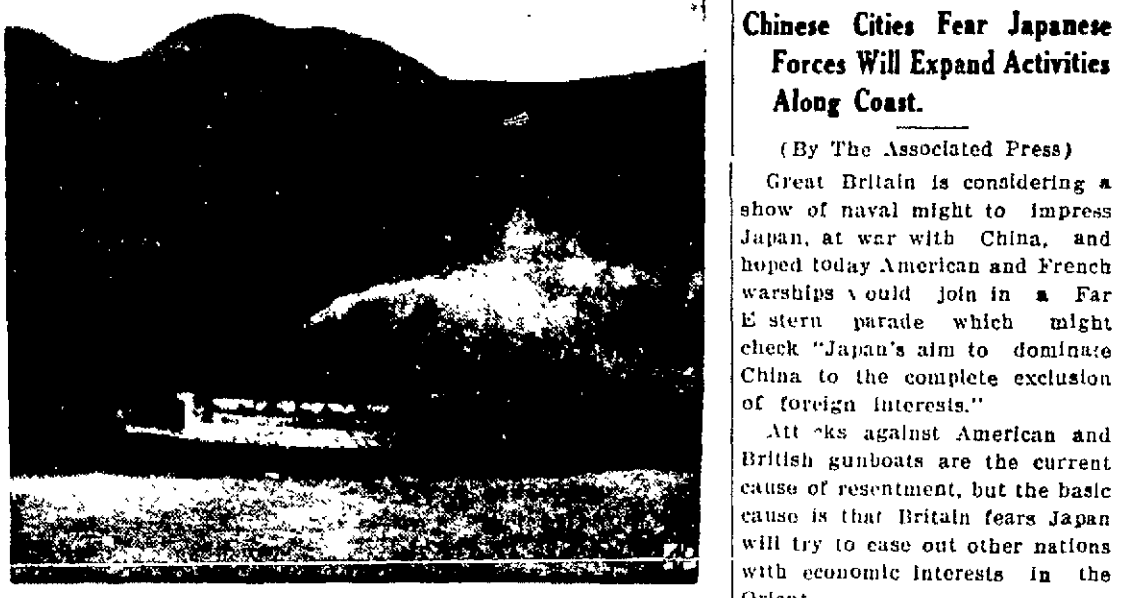 Chinese Cities Fear Japanese
Forces Will Expand Activities
Along Coast.
(By The Associated Press)
Great Britain is considering a
show of naval might to impress
Japan, at war with China, and
hoped today American and French
warships ould join in a Far
E stern parade which might
check "Japan's aim to dominate
China to the complete exclusion
of foreign interests."
Att ks against American and
British gunboats are the current
cause of resentment, but the basic
cause is that Britain fears Japan
will try to ease out other nations
with economic interests in the